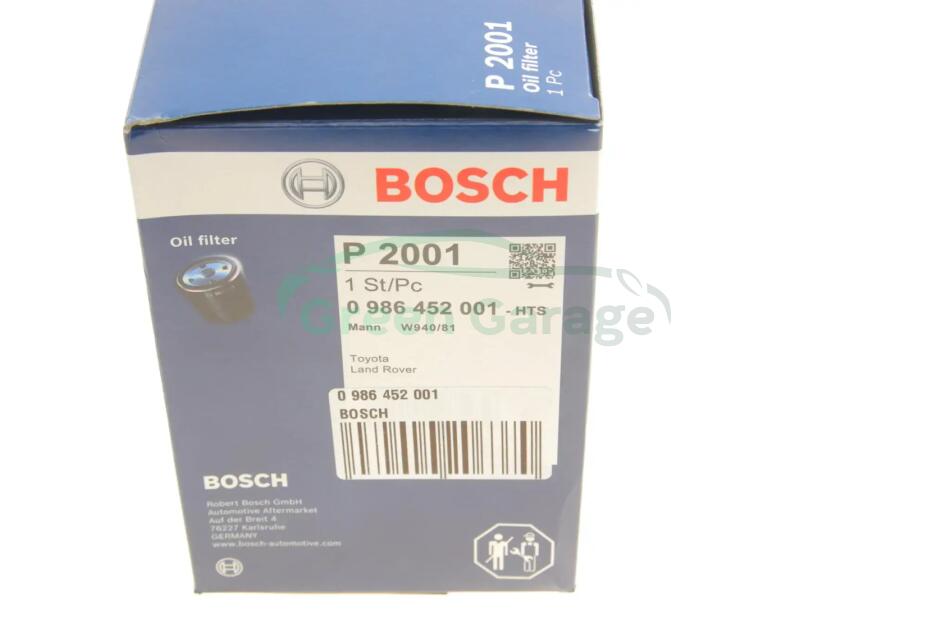 P 2001
Oil filter
1 Pc
BOSCH
Oil filter
P 2001
1 St/Pc
0 986 452 001 - HTS
Mann W940/81
Green Garage
Toyota
Land Rover
0 986 452 001
BOSCH
BOSCH
Robert Bosch GmbH
Automotive Aftermarket
Auf der Breit 4
76227 Karlsruhe
GERMANY
www.bosch-automotive.com